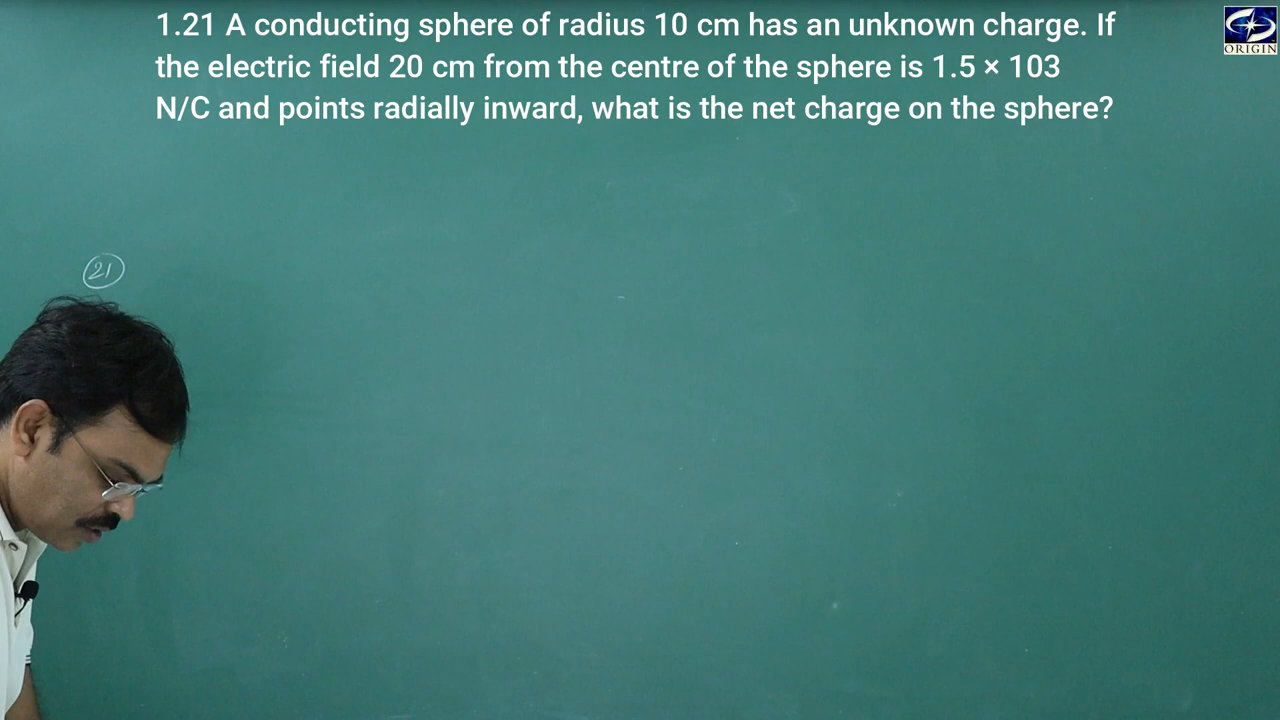 1.21 A conducting sphere of radius 10 cm has an unknown charge. If
the electric field 20 cm from the centre of the sphere is 1.5 × 103
N/C and points radially inward, what is the net charge on the sphere?
ORIGIN
21